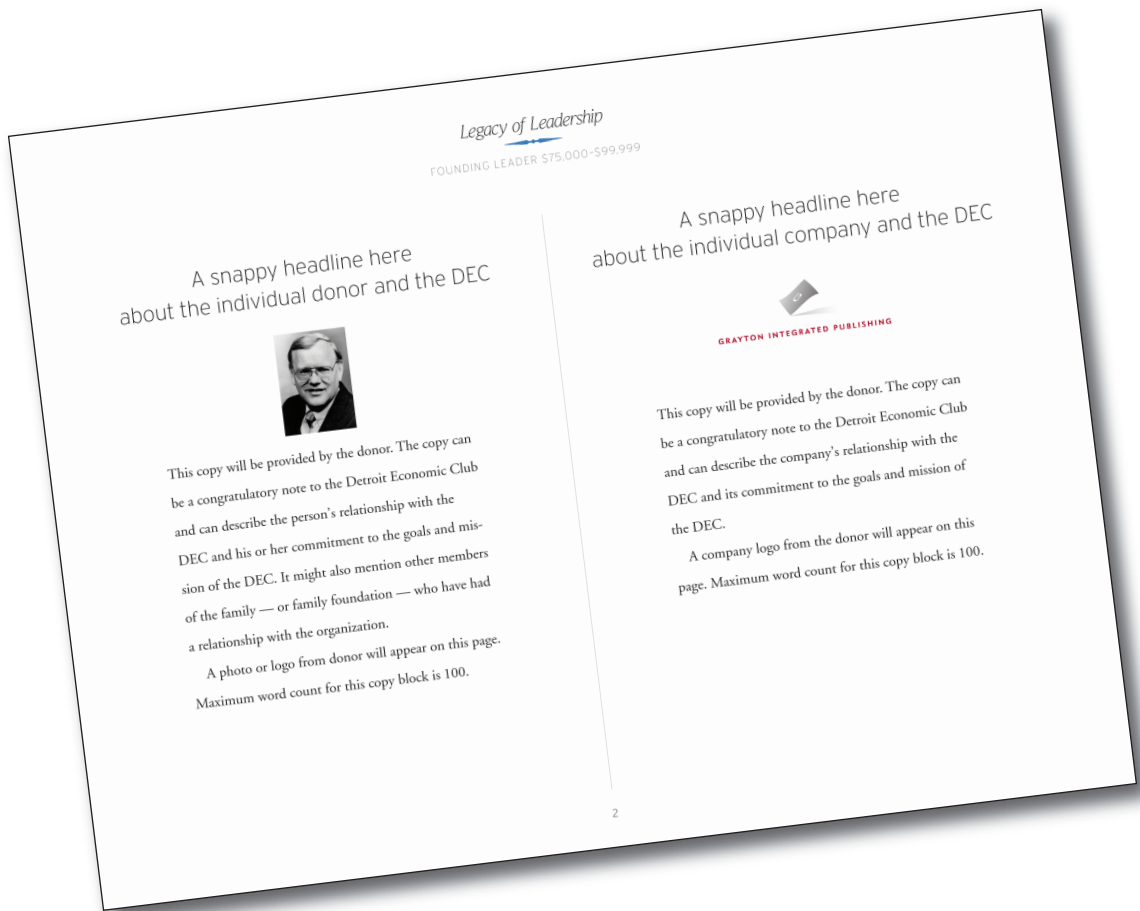 Legacy of Leadership
FOUNDING LEADER $75,000–$99,999
A snappy headline here
about the individual donor and the DEC
This copy will be provided by the donor. The copy can
be a congratulatory note to the Detroit Economic Club
and can describe the person’s relationship with the
DEC and his or her commitment to the goals and mis-
sion of the DEC. It might also mention other members
of the family — or family foundation — who have had
a relationship with the organization.
A photo or logo from donor will appear on this page.
Maximum word count for this copy block is 100.
A snappy headline here
about the individual company and the DEC
GRAYTON INTEGRATED PUBLISHING
This copy will be provided by the donor. The copy can
be a congratulatory note to the Detroit Economic Club
and can describe the company’s relationship with the
DEC and its commitment to the goals and mission of
the DEC.
A company logo from the donor will appear on this
page. Maximum word count for this copy block is 100.
2